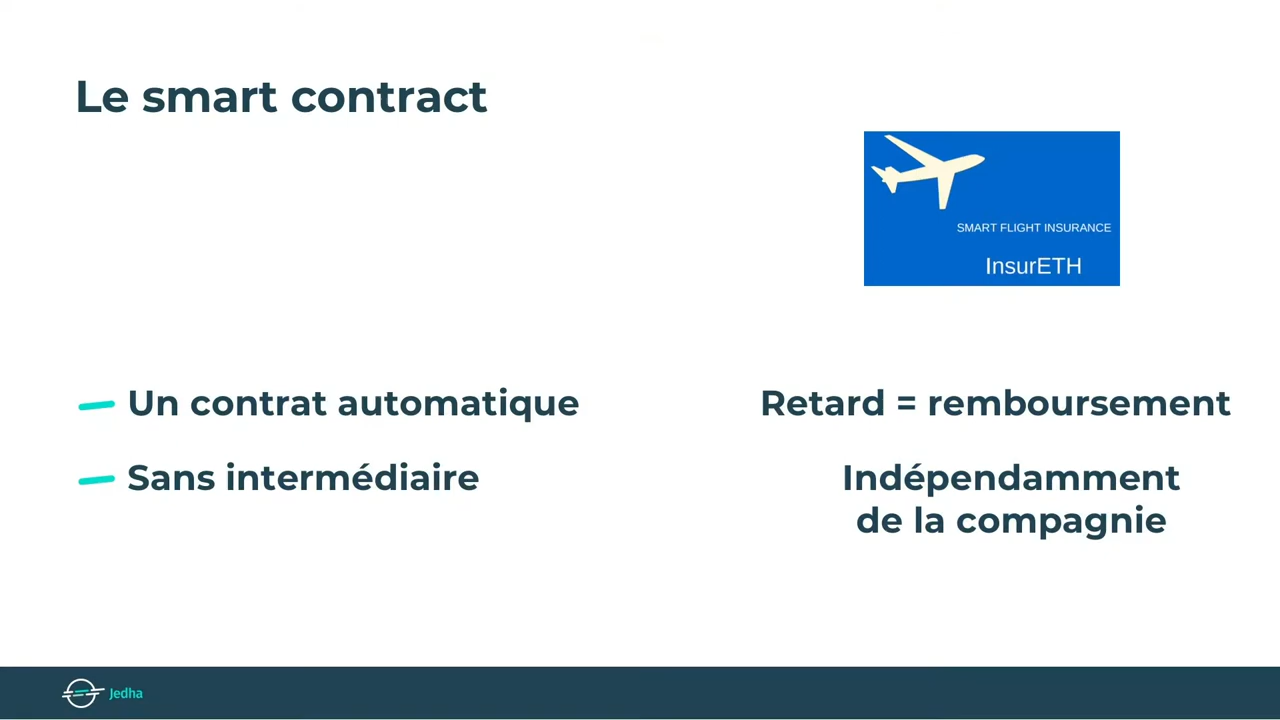 Le smart contract
SMART FLIGHT INSURANCE
InsurETH
Un contrat automatique
Retard = remboursement
Sans intermédiaire
Indépendamment
de la compagnie
Jedha